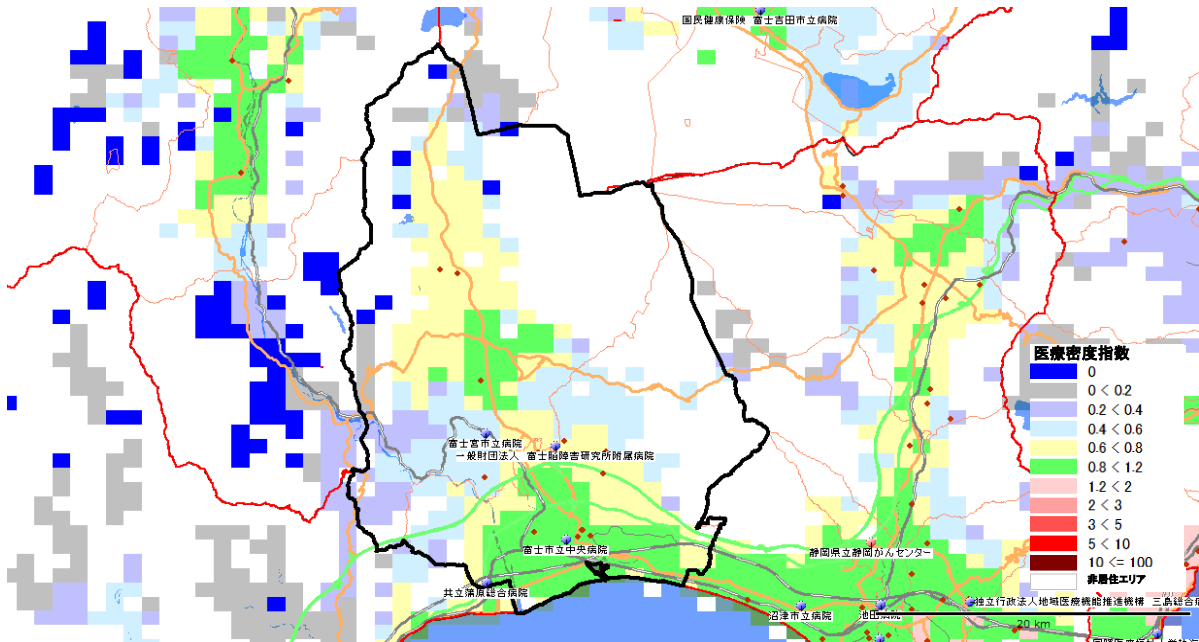 国民健康保険 富士吉田市立病院
医療密度指数
0
0 < 0.2
0.2 < 0.4
0.4 < 0.6
0.6 < 0.8
0.8 < 1.2
1.2 < 2
2 < 3
3 < 5
5 < 10
10 <= 100
非居住エリア
富士宮市立病院
一般財団法人 富士脳障害研究所附属病院
富士市立中央病院
静岡県立静岡がんセンター
共立蒲原総合病院
沼津市立病院
池田病院
独立行政法人地域医療機能推進機構 三島総合病
20 km